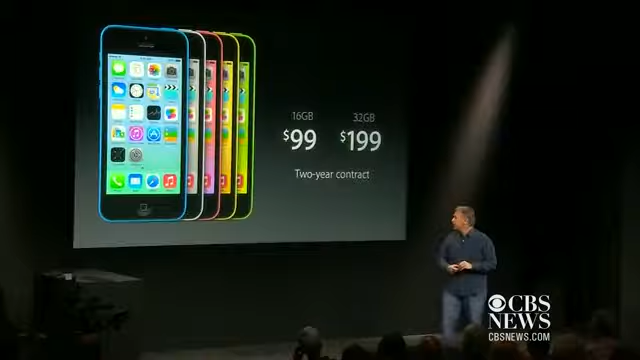 16GB
32GB
$99
$199
Two-year contract
CBS
NEWS
CBSNEWS.COM